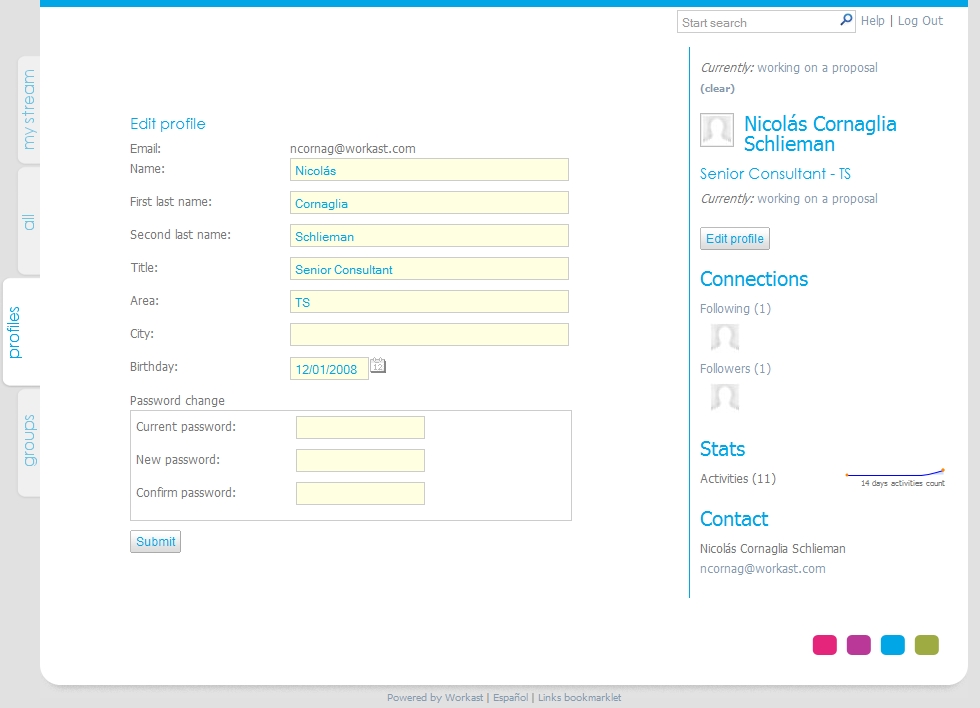 Start search
Help | Log Out
my stream
all
profiles
groups
Edit profile
Email: ncornag@workast.com
Name: Nicolás
First last name: Cornaglia
Second last name: Schlieman
Title: Senior Consultant
Area: TS
City:
Birthday: 12/01/2008
12
Password change
Current password:
New password:
Confirm password:
Submit
Currently: working on a proposal
(clear)
Nicolás Cornaglia
Schlieman
Senior Consultant - TS
Currently: working on a proposal
Edit profile
Connections
Following (1)
Followers (1)
Stats
Activities (11)
14 days activities count
Contact
Nicolás Cornaglia Schlieman
ncornag@workast.com
Powered by Workast | Español | Links bookmarklet